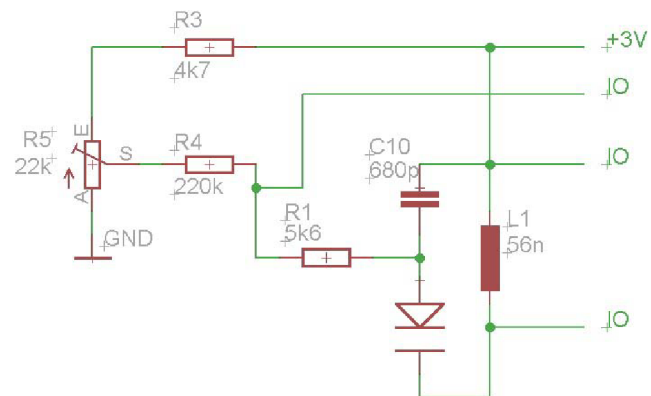 R3
4k7
+3V
IO
R5
22k
E
S
A
R4
220k
C10
680p
IO
R1
5k6
L1
56n
GND
IO